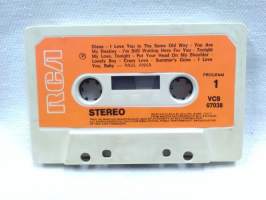 Diana - I Love You In The Same Old Way - You Are
My Destiny - I'm Still Waiting Here For You - Tonight
My Love, Tonight - Put Your Head On My Shoulder
Lonely Boy - Crazy Love - Summer's Gone - I Love
You, Baby - PAUL ANKA
PROGRAM
1
RCA
STEREO
VCS
67038